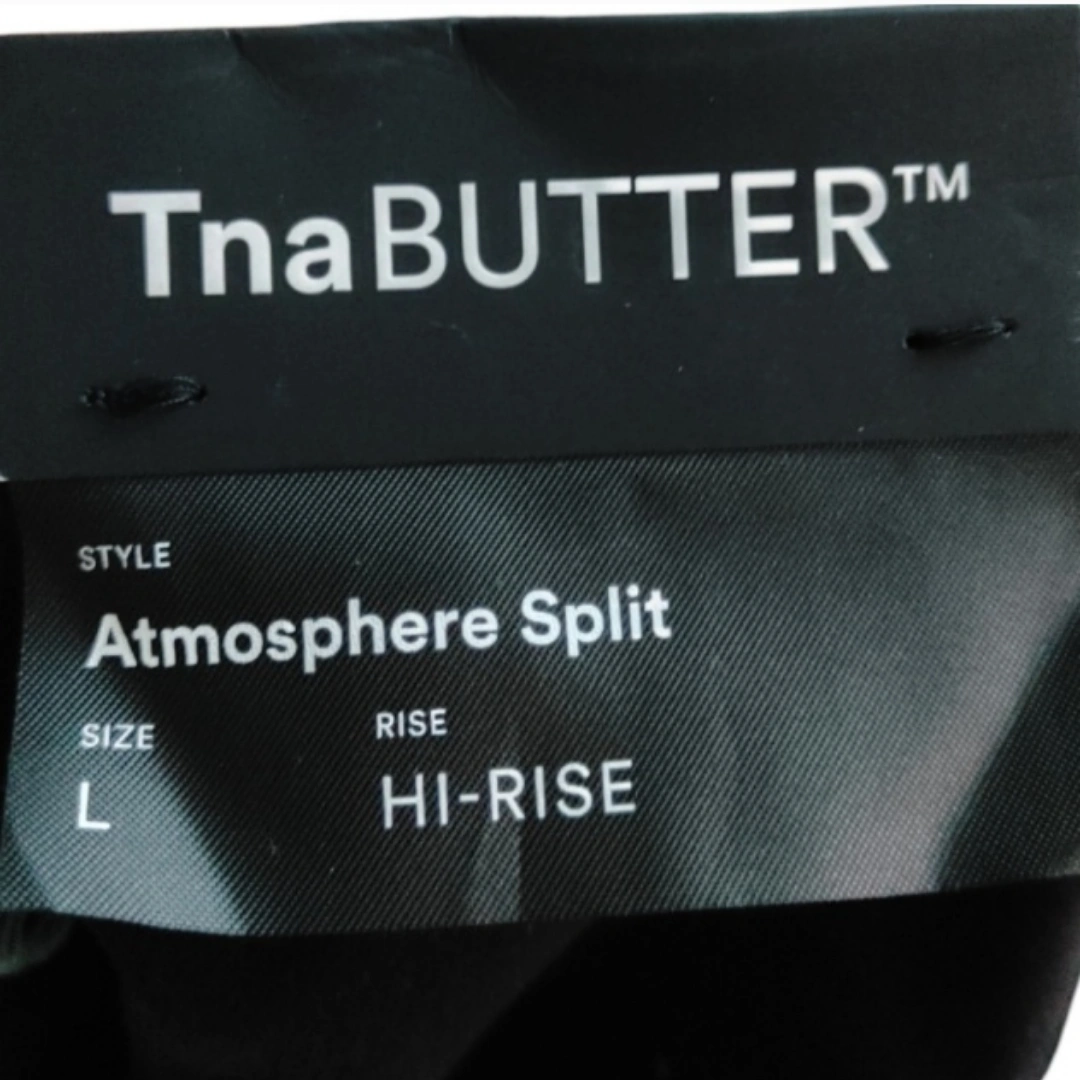 TnaBUTTER™
STYLE
Atmosphere Split
SIZE RISE
L HI-RISE